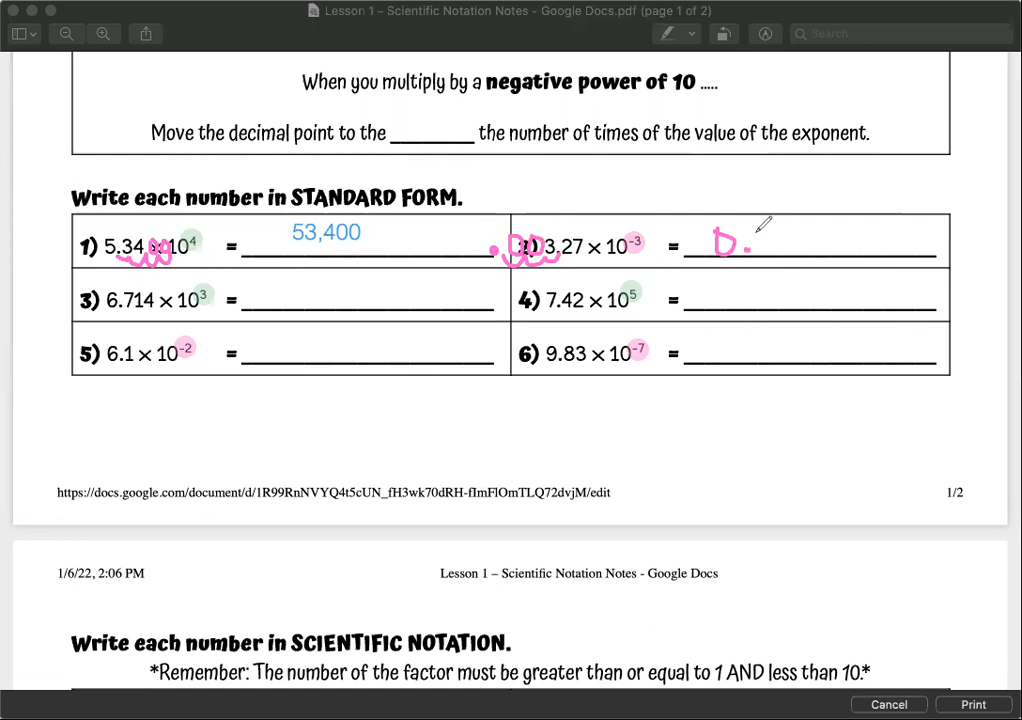 Lesson 1 – Scientific Notation Notes - Google Docs.pdf (page 1 of 2)
Search
When you multiply by a negative power of 10 .....
Move the decimal point to the ________ the number of times of the value of the exponent.
Write each number in STANDARD FORM.
1) 5.34 × 10⁴ = 53,400
2) 3.27 × 10⁻³ = 0.
3) 6.714 × 10³ =
4) 7.42 × 10⁵ =
5) 6.1 × 10⁻² =
6) 9.83 × 10⁻⁷ =
https://docs.google.com/document/d/1R99RnNVYQ4t5cUN_fH3wk70dRH-fImFlOmTLQ72dvjM/edit 1/2
1/6/22, 2:06 PM Lesson 1 – Scientific Notation Notes - Google Docs
Write each number in SCIENTIFIC NOTATION.
*Remember: The number of the factor must be greater than or equal to 1 AND less than 10.*
Cancel Print